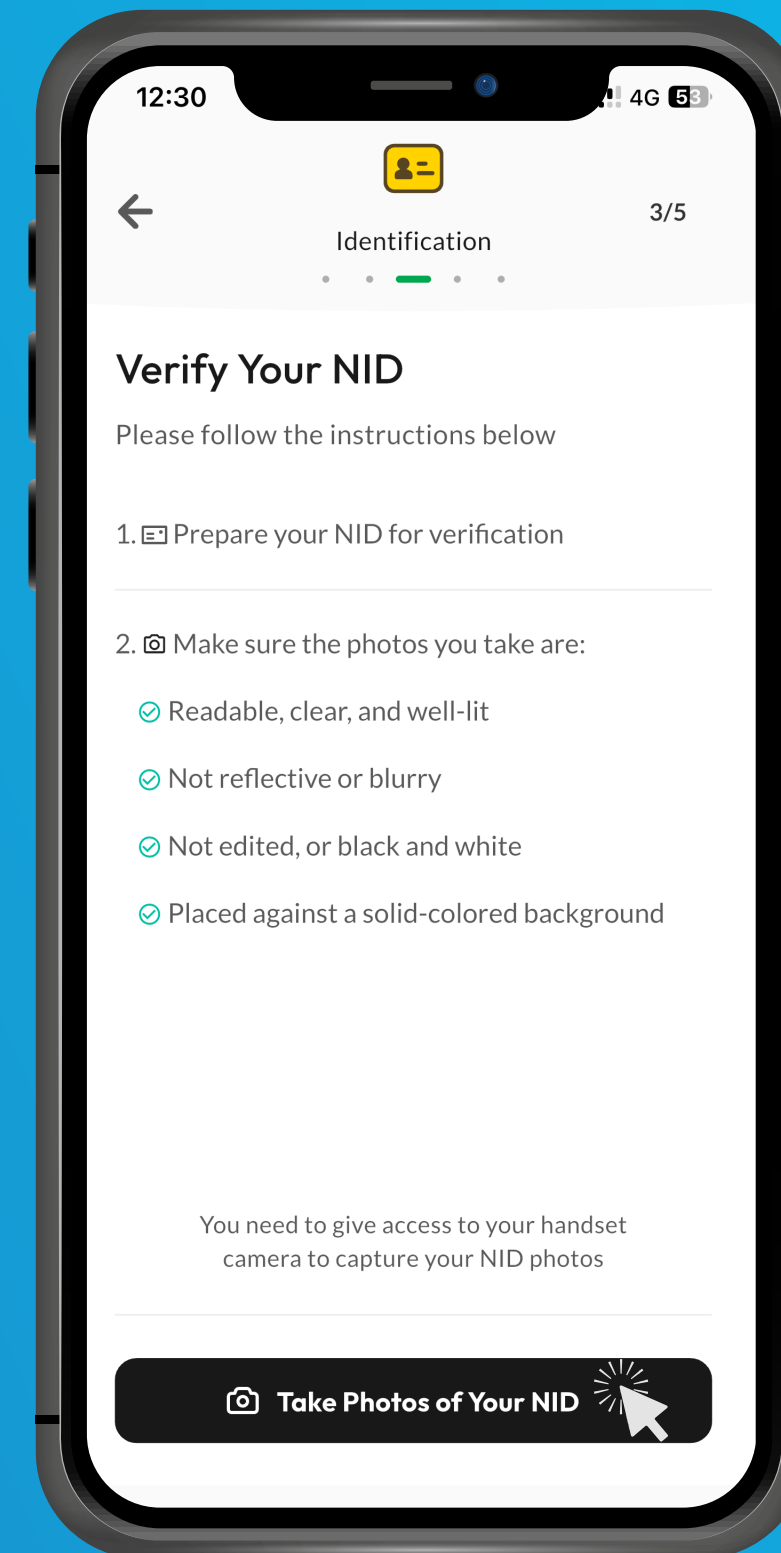 12:30
4G 53
3/5
Identification
Verify Your NID
Please follow the instructions below
1. Prepare your NID for verification
2. Make sure the photos you take are:
Readable, clear, and well-lit
Not reflective or blurry
Not edited, or black and white
Placed against a solid-colored background
You need to give access to your handset
camera to capture your NID photos
Take Photos of Your NID